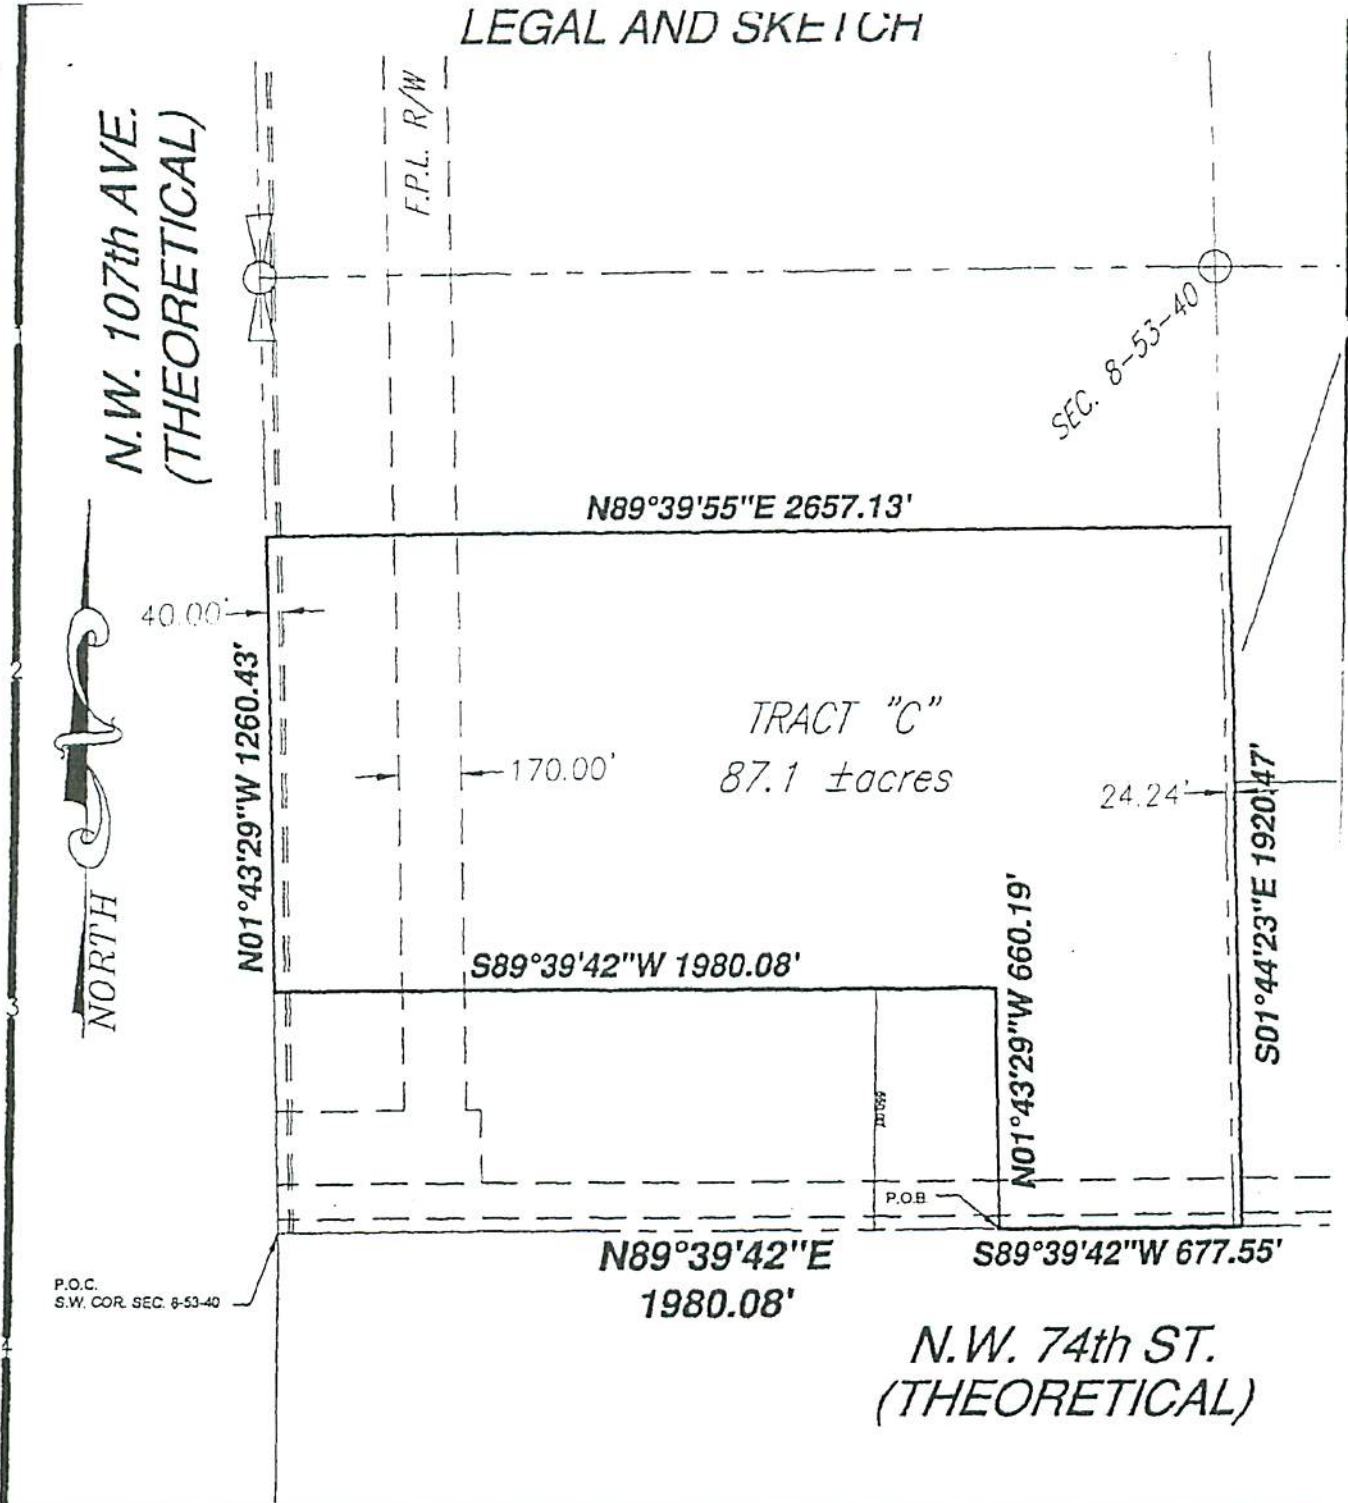 LEGAL AND SKETCH
N.W. 107th AVE.
(THEORETICAL)
F.P.L. R/W
SEC. 8-53-40
N89°39'55"E 2657.13'
40.00'
N01°43'29"W 1260.43'
TRACT "C"
87.1 ±acres
170.00'
24.24'
S01°44'23"E 1920.47'
2
NORTH
S89°39'42"W 1980.08'
N01°43'29"W 660.19'
3
P.O.B.
N89°39'42"E
1980.08'
S89°39'42"W 677.55'
P.O.C.
S.W. COR. SEC. 8-53-40
4
N.W. 74th ST.
(THEORETICAL)